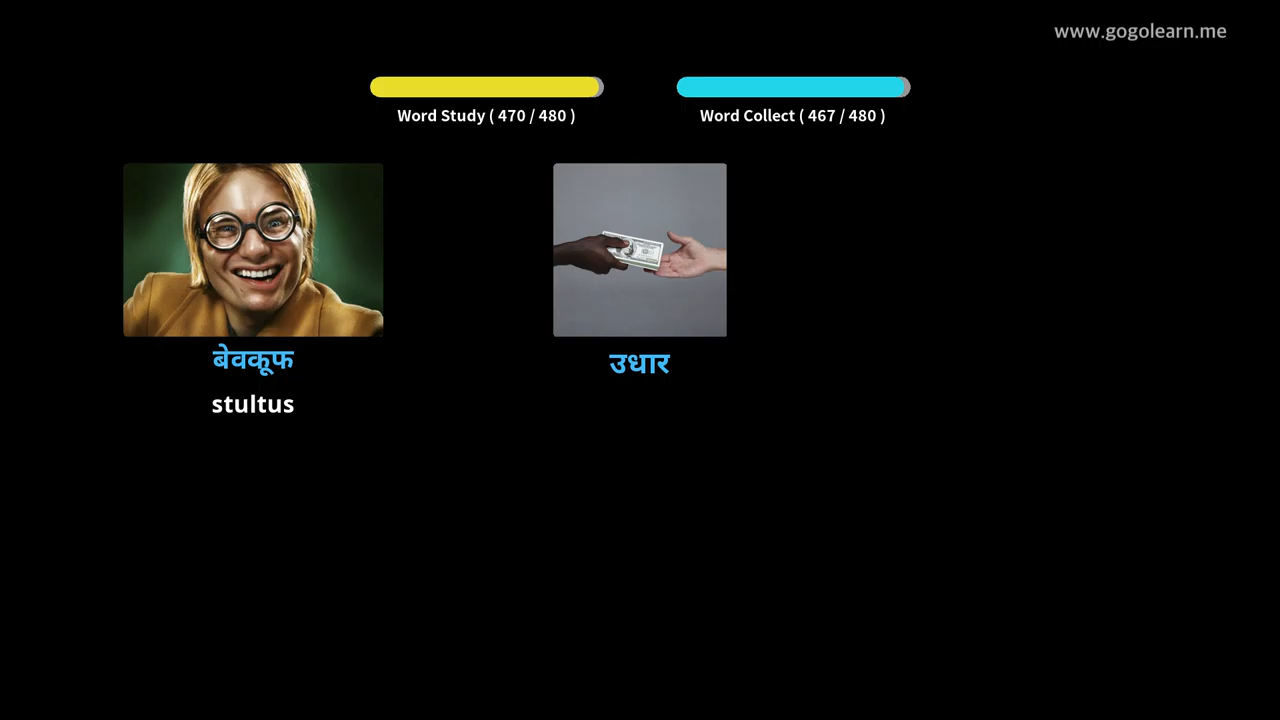 www.gogolearn.me
Word Study ( 470 / 480 )
Word Collect ( 467 / 480 )
बेवकूफ
stultus
उधार